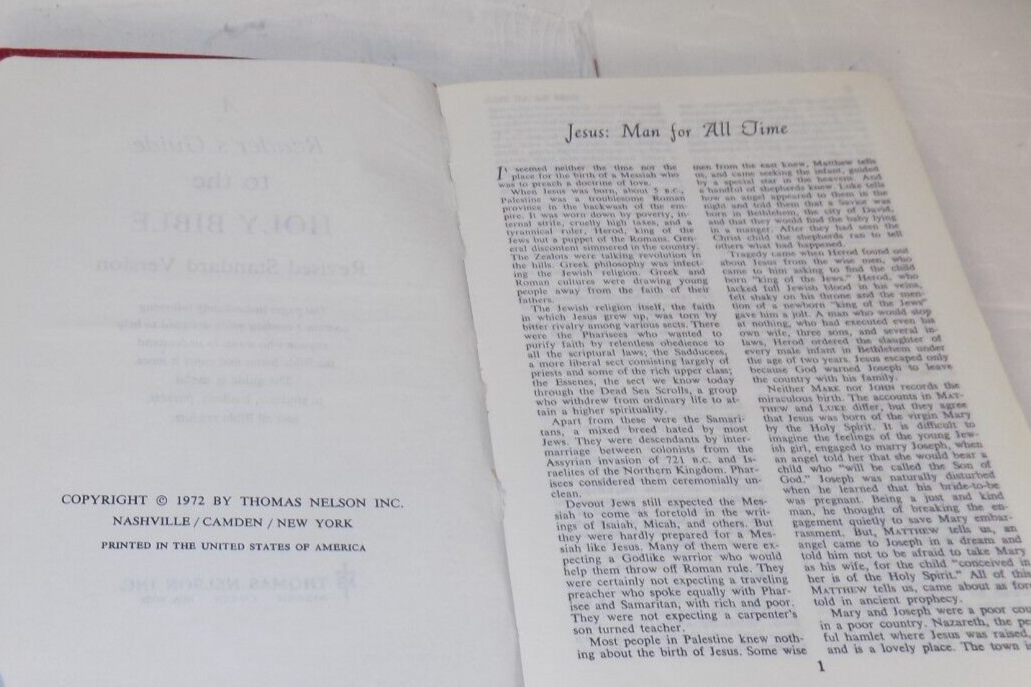 A
Reader's Guide
to the
HOLY BIBLE
Revised Standard Version
COPYRIGHT © 1972 BY THOMAS NELSON INC.
NASHVILLE / CAMDEN / NEW YORK
PRINTED IN THE UNITED STATES OF AMERICA
THOMAS NELSON INC.
Jesus: Man for All Time
It seemed neither the time nor the
place for the birth of a Messiah who
was to preach a doctrine of love.
When Jesus was born, about 5 B.C.,
Palestine was a troublesome Roman
province in the backwash of the em-
pire. It was worn down by poverty, in-
ternal strife, cruelly high taxes, and a
tyrannical ruler, Herod, king of the
Jews but a puppet of the Romans. Gen-
eral discontent simmered in the country.
The Zealots were talking revolution in
the hills. Greek philosophy was infect-
ing the Jewish religion. Greek and
Roman cultures were drawing young
people away from the faith of their
fathers.
The Jewish religion itself, the faith
in which Jesus grew up, was torn by
bitter rivalry among various sects. There
were the Pharisees who wanted to
purify faith by relentless obedience to
all the scriptural laws; the Sadducees,
a more liberal sect consisting largely of
priests and some of the rich upper class;
the Essenes, the sect we know today
through the Dead Sea Scrolls, a group
who withdrew from ordinary life to at-
tain a higher spirituality.
Apart from these were the Samari-
tans, a mixed breed hated by most
Jews. They were descendants by inter-
marriage between colonists from the
Assyrian invasion of 721 B.C. and Is-
raelites of the Northern Kingdom. Phar-
isees considered them ceremonially un-
clean.
Devout Jews still expected the Mes-
siah to come as foretold in the writ-
ings of Isaiah, Micah, and others. But
they were hardly prepared for a Mes-
siah like Jesus. Many of them were ex-
pecting a Godlike warrior who would
help them throw off Roman rule. They
were certainly not expecting a traveling
preacher who spoke equally with Phar-
isee and Samaritan, with rich and poor.
They were not expecting a carpenter's
son turned teacher.
Most people in Palestine knew noth-
ing about the birth of Jesus. Some wise
men from the east knew, Matthew tells
us, and came seeking the infant, guided
by a special star in the heavens. And
a handful of shepherds knew. Luke tells
how an angel appeared to them in the
night and told them that a Savior was
born in Bethlehem, the city of David,
and that they would find the baby lying
in a manger. After they had seen the
Christ child the shepherds ran to tell
others what had happened.
Tragedy came when Herod found out
about Jesus from the wise men, who
came to him asking to find the child
born "king of the Jews." Herod, who
lacked full Jewish blood in his veins,
felt shaky on his throne and the men-
tion of a newborn "king of the Jews"
gave him a jolt. A man who would stop
at nothing, who had executed even his
own wife, three sons, and several in-
laws, Herod ordered the slaughter of
every male infant in Bethlehem under
the age of two years. Jesus escaped only
because God warned Joseph to leave
the country with his family.
Neither MARK nor JOHN records the
miraculous birth. The accounts in MAT-
THEW and LUKE differ, but they agree
that Jesus was born of the virgin Mary
by the Holy Spirit. It is difficult to
imagine the feelings of the young Jew-
ish girl, engaged to marry Joseph, when
an angel told her that she would bear a
child who "will be called the Son of
God." Joseph was naturally disturbed
when he learned that his bride-to-be
was pregnant. Being a just and kind
man, he thought of breaking the en-
gagement quietly to save Mary embar-
rassment. But, MATTHEW tells us, an
angel came to Joseph in a dream and
told him not to be afraid to take Mary
as his wife, for the child "conceived in
her is of the Holy Spirit." All of this
MATTHEW tells us, came about as fore
told in ancient prophecy.
Mary and Joseph were a poor cou
in a poor country. Nazareth, the pe
ful hamlet where Jesus was raised,
and is a lovely place. The town is
1